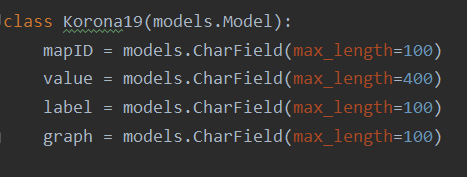 class Korona19(models.Model):
    mapID = models.CharField(max_length=100)
    value = models.CharField(max_length=400)
    label = models.CharField(max_length=100)
    graph = models.CharField(max_length=100)